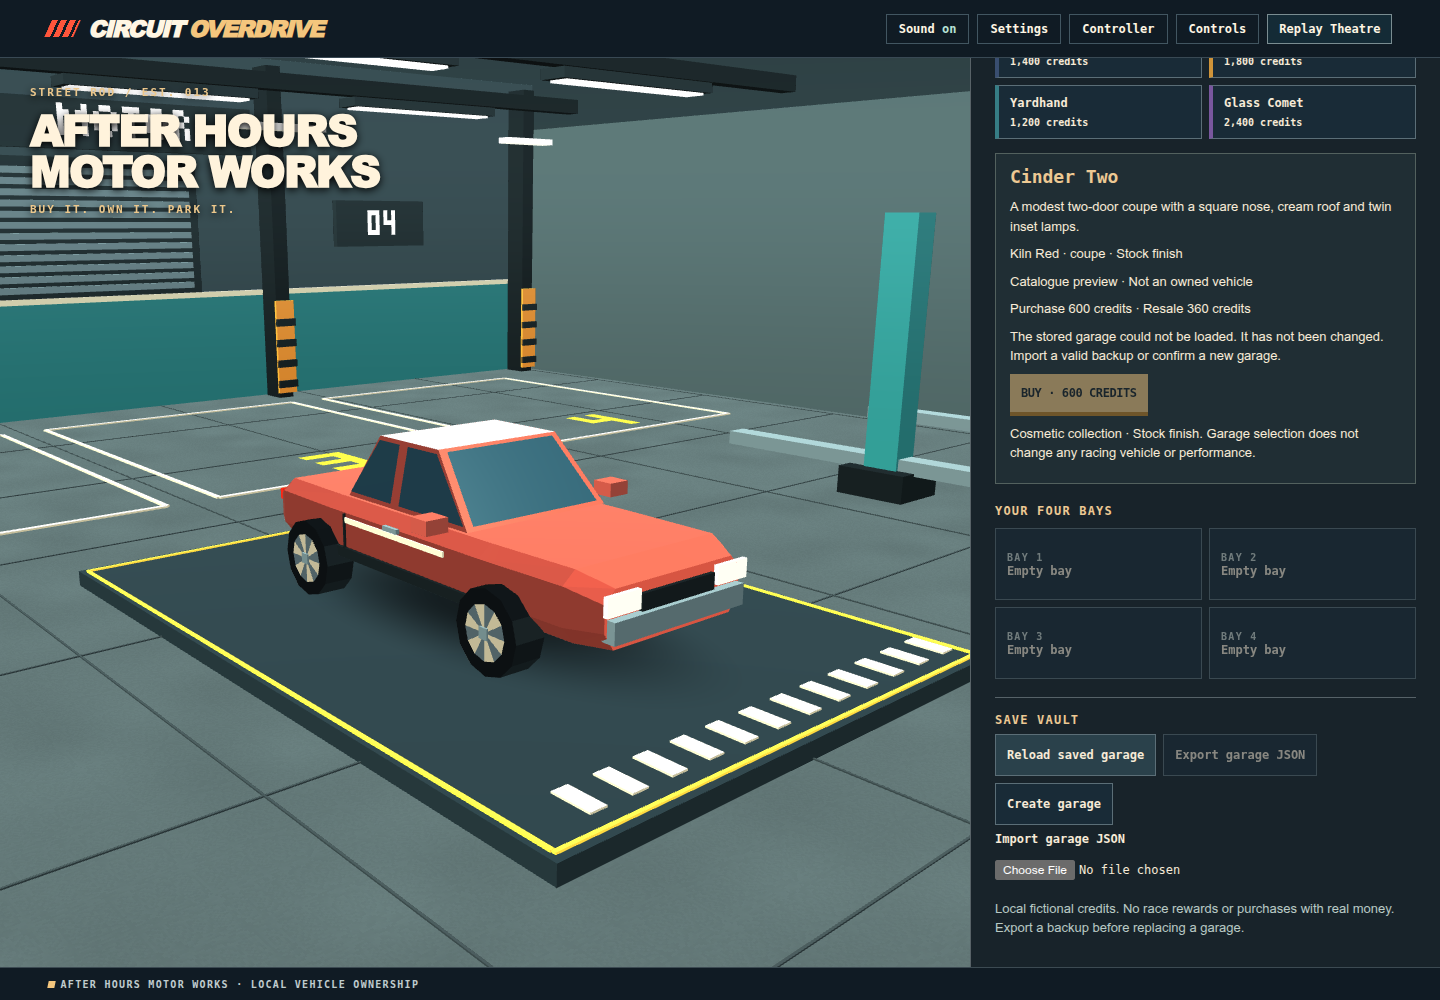 CIRCUIT OVERDRIVE
Sound on
Settings
Controller
Controls
Replay Theatre
STREET ROD / EST. 013
AFTER HOURS
MOTOR WORKS
BUY IT. OWN IT. PARK IT.
04
3
4
1,400 credits
1,800 credits
Yardhand
1,200 credits
Glass Comet
2,400 credits
Cinder Two
A modest two-door coupe with a square nose, cream roof and twin
inset lamps.
Kiln Red · coupe · Stock finish
Catalogue preview · Not an owned vehicle
Purchase 600 credits · Resale 360 credits
The stored garage could not be loaded. It has not been changed.
Import a valid backup or confirm a new garage.
BUY · 600 CREDITS
Cosmetic collection · Stock finish. Garage selection does not
change any racing vehicle or performance.
YOUR FOUR BAYS
BAY 1
Empty bay
BAY 2
Empty bay
BAY 3
Empty bay
BAY 4
Empty bay
SAVE VAULT
Reload saved garage
Export garage JSON
Create garage
Import garage JSON
Choose File No file chosen
Local fictional credits. No race rewards or purchases with real money.
Export a backup before replacing a garage.
AFTER HOURS MOTOR WORKS · LOCAL VEHICLE OWNERSHIP